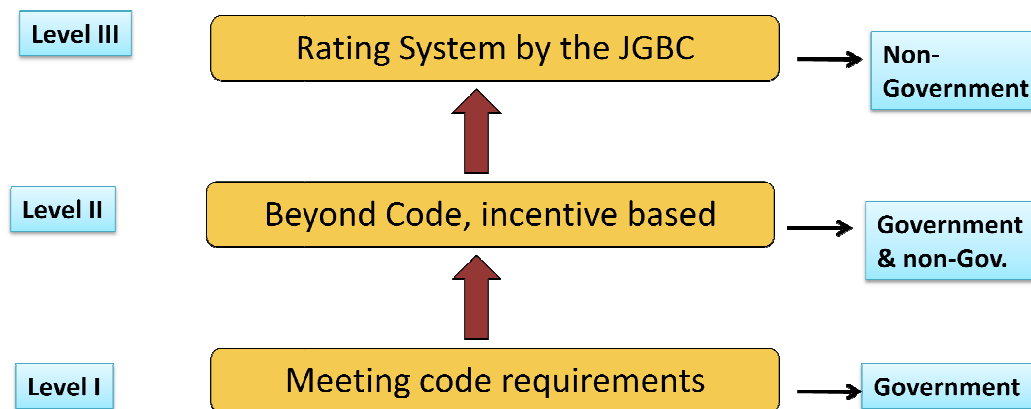 Level III
Rating System by the JGBC
Non-
Government
Level II
Beyond Code, incentive based
Government
& non-Gov.
Level I
Meeting code requirements
Government